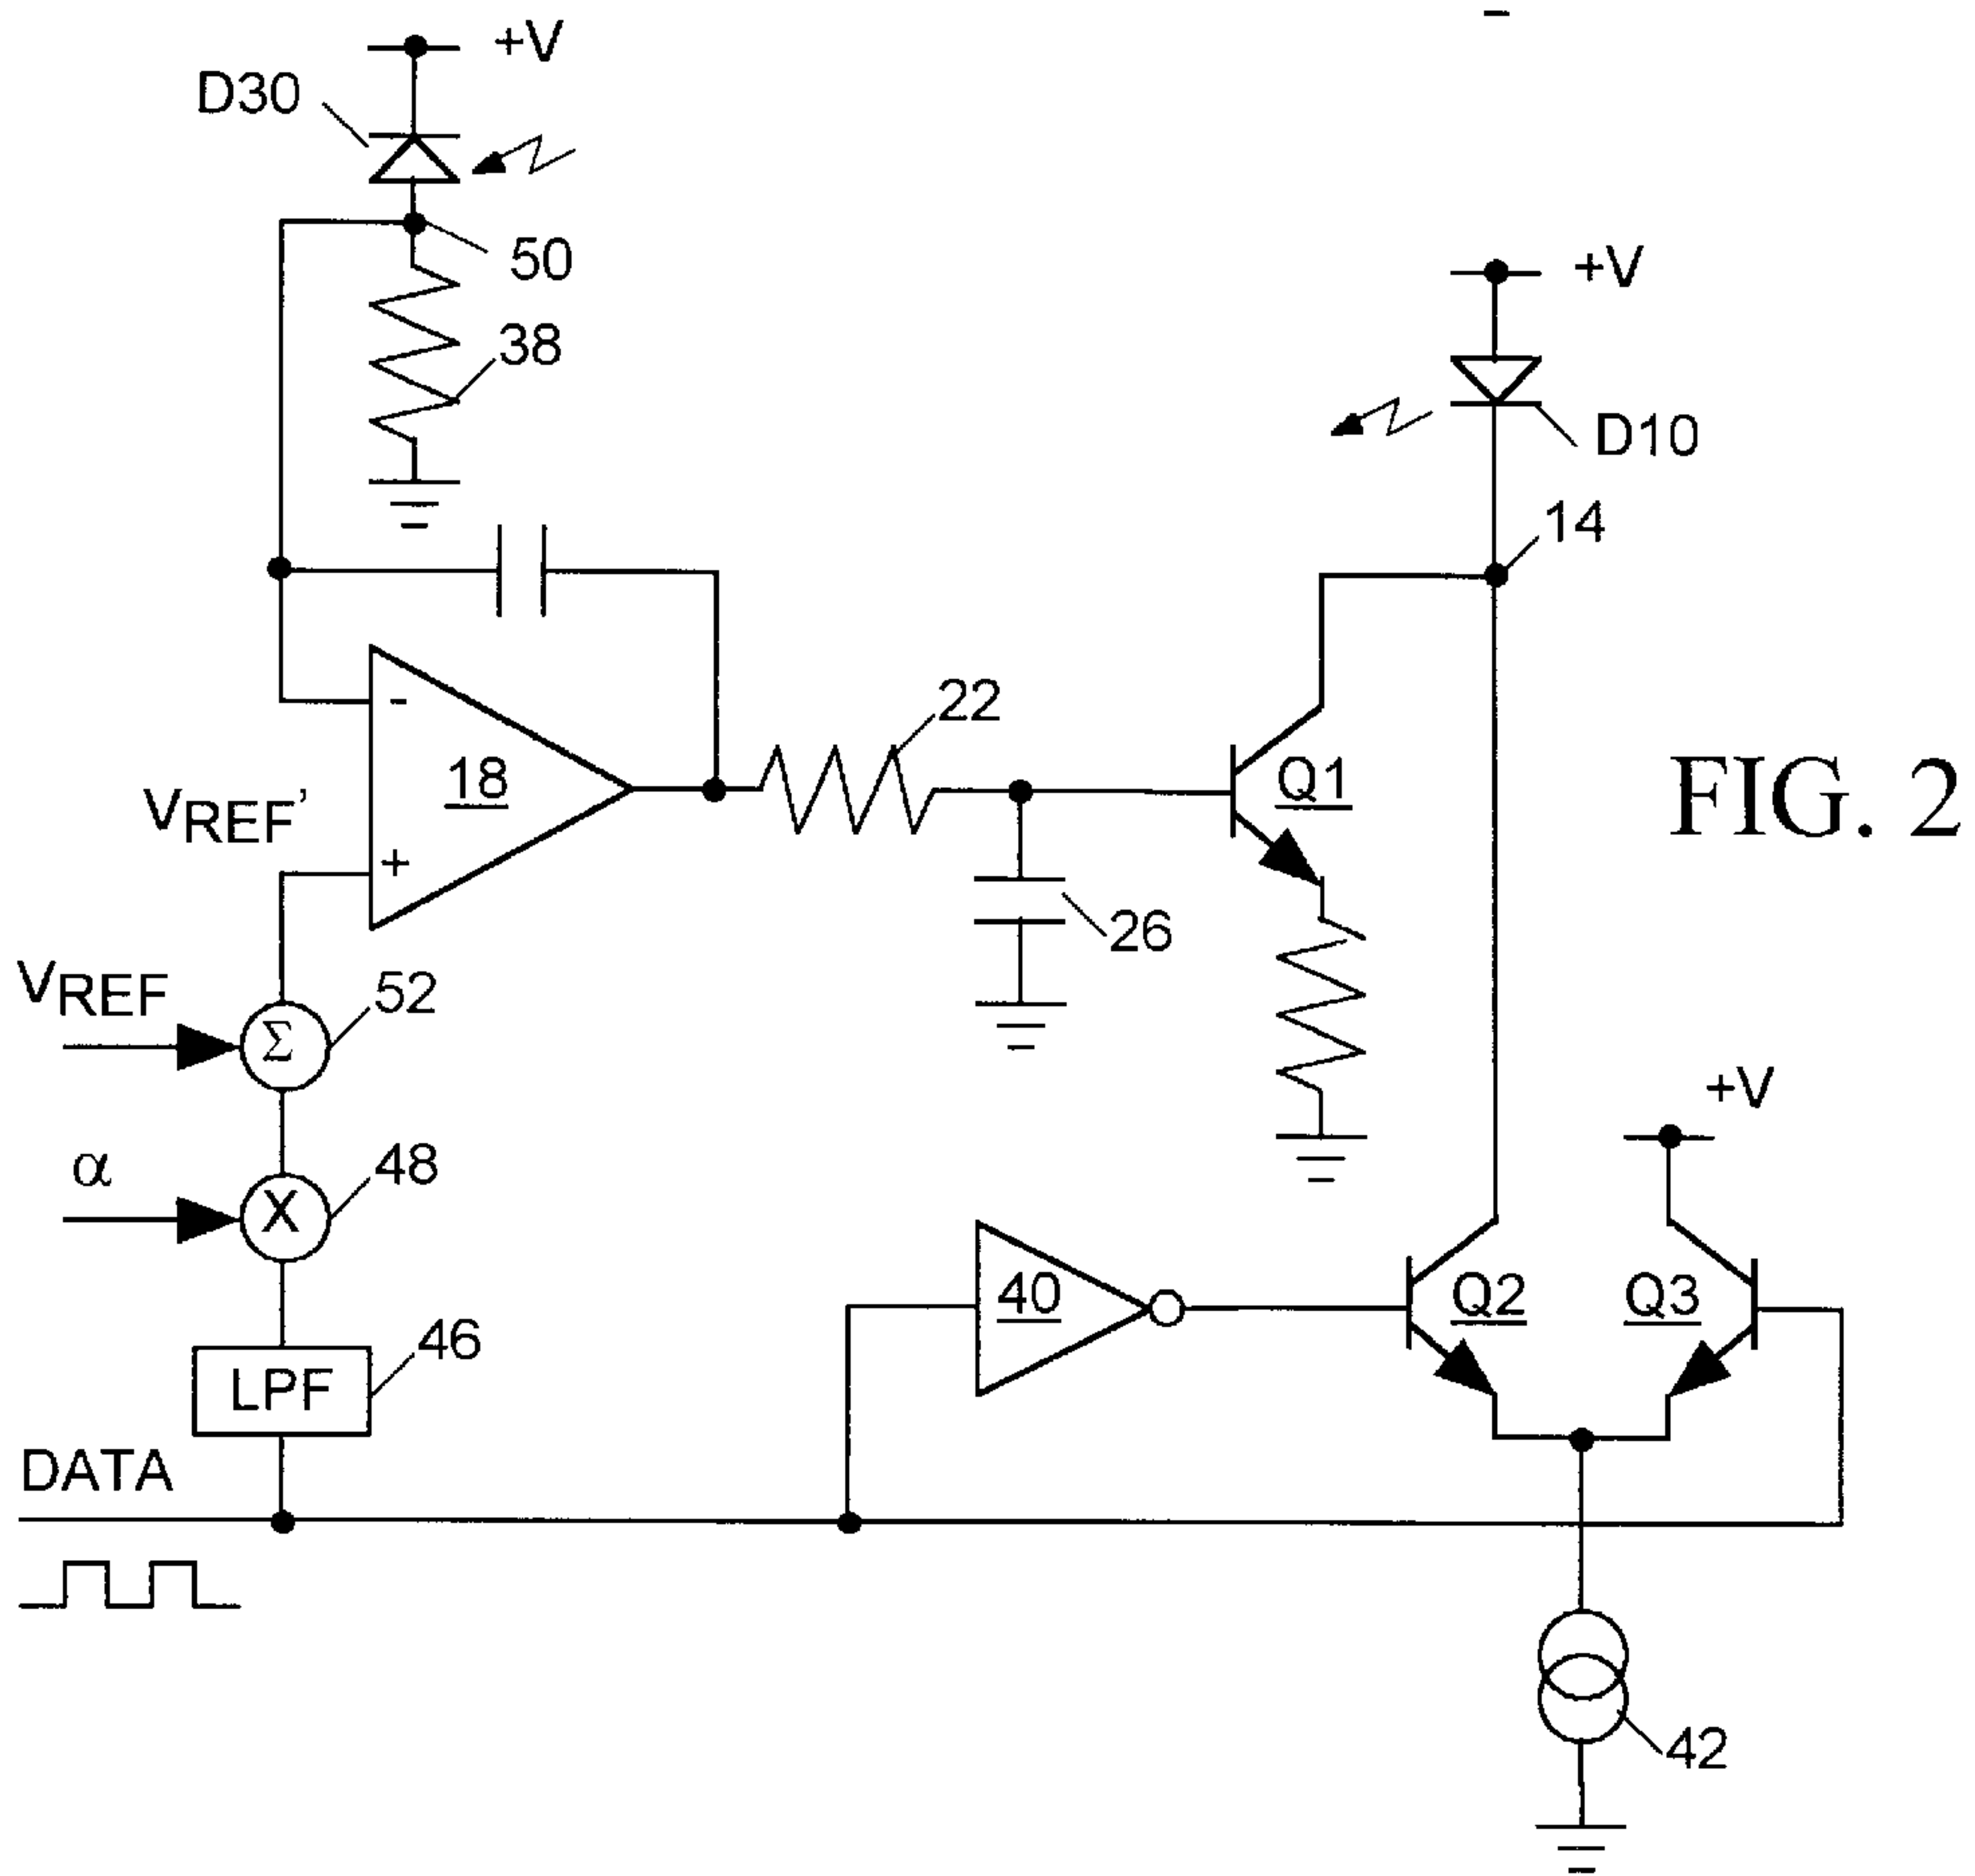 +V
D30
50
+V
38
D10
14
-
22
18
Q1
FIG. 2
VREF'
+
26
VREF
52
Σ
+V
α
48
X
40
Q2
Q3
46
LPF
DATA
42